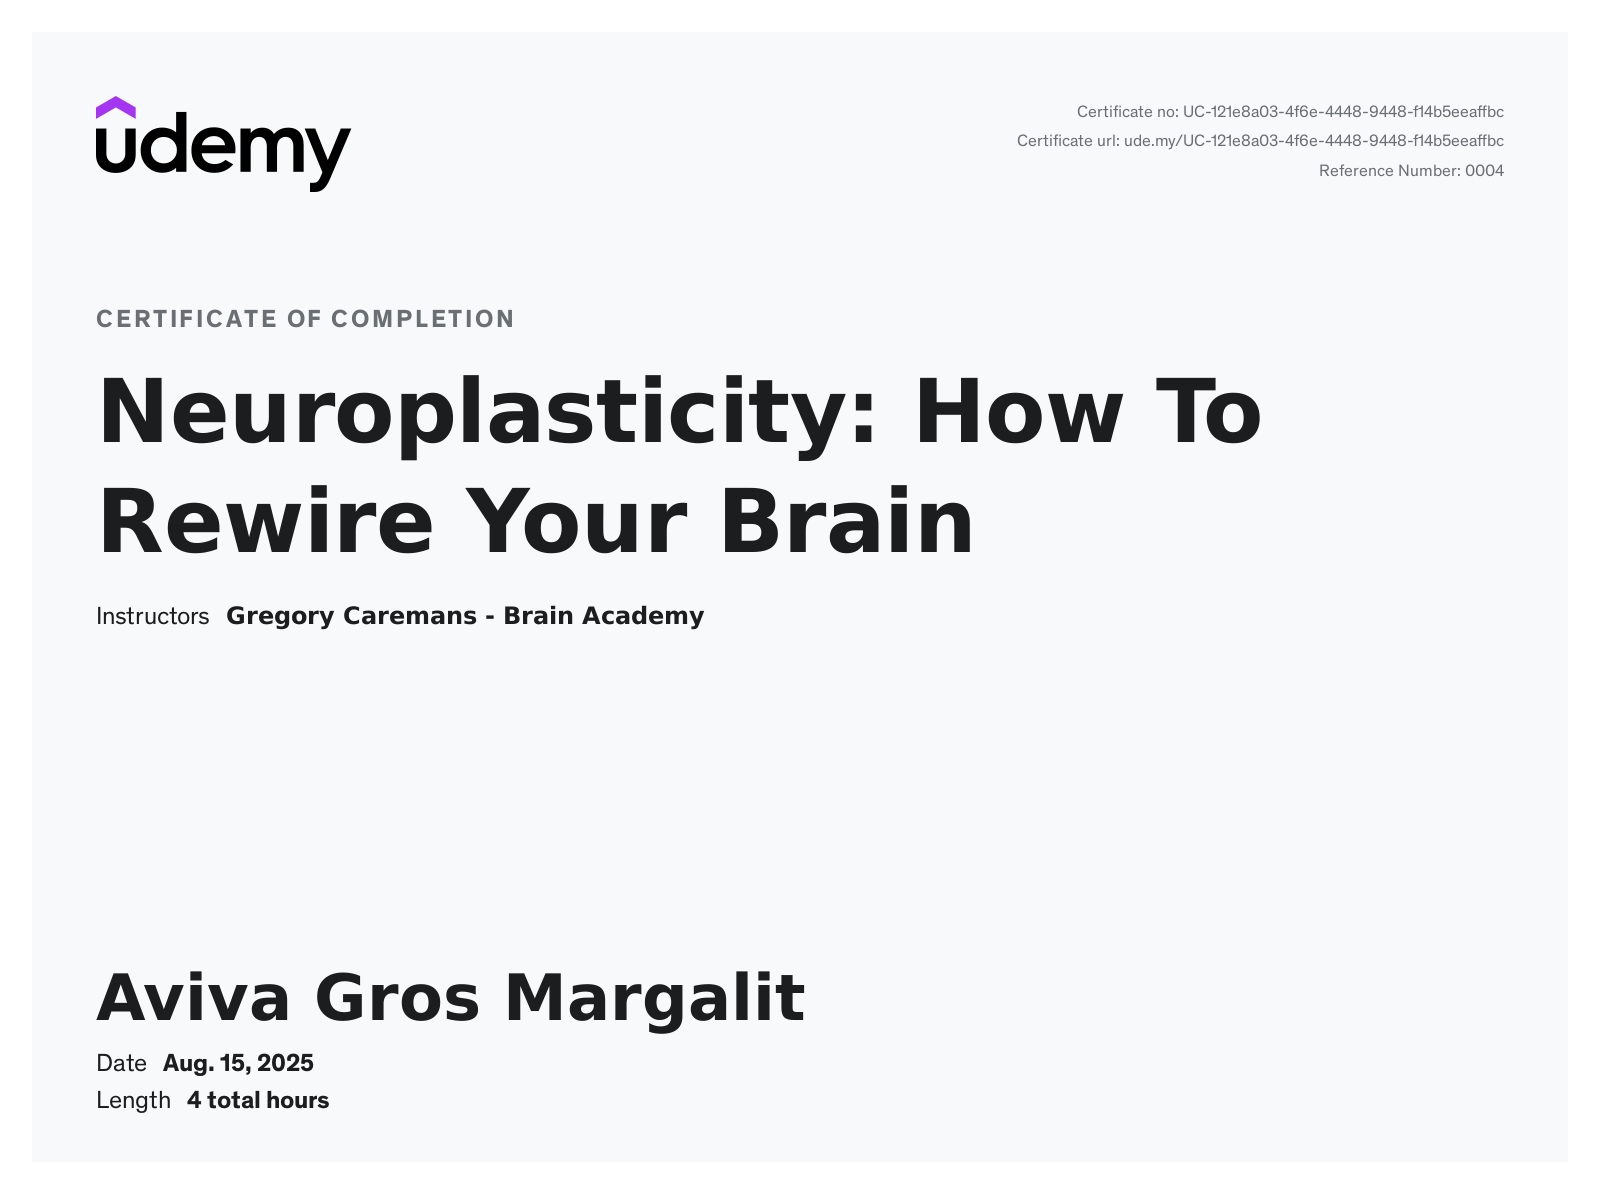 udemy
Certificate no: UC-121e8a03-4f6e-4448-9448-f14b5eeaffbc
Certificate url: ude.my/UC-121e8a03-4f6e-4448-9448-f14b5eeaffbc
Reference Number: 0004
CERTIFICATE OF COMPLETION
Neuroplasticity: How To
Rewire Your Brain
Instructors Gregory Caremans - Brain Academy
Aviva Gros Margalit
Date Aug. 15, 2025
Length 4 total hours